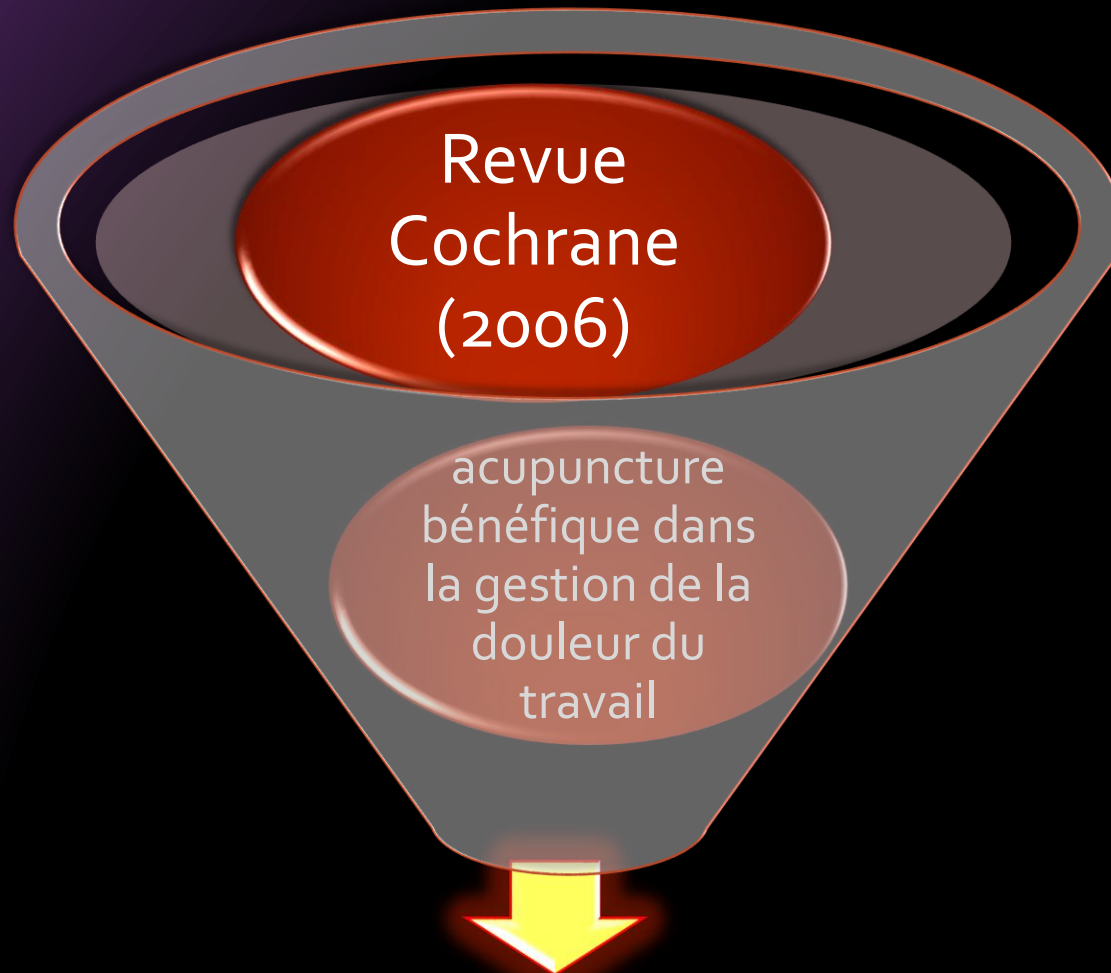 Revue
Cochrane
(2006)
acupuncture
bénéfique dans
la gestion de la
douleur du
travail